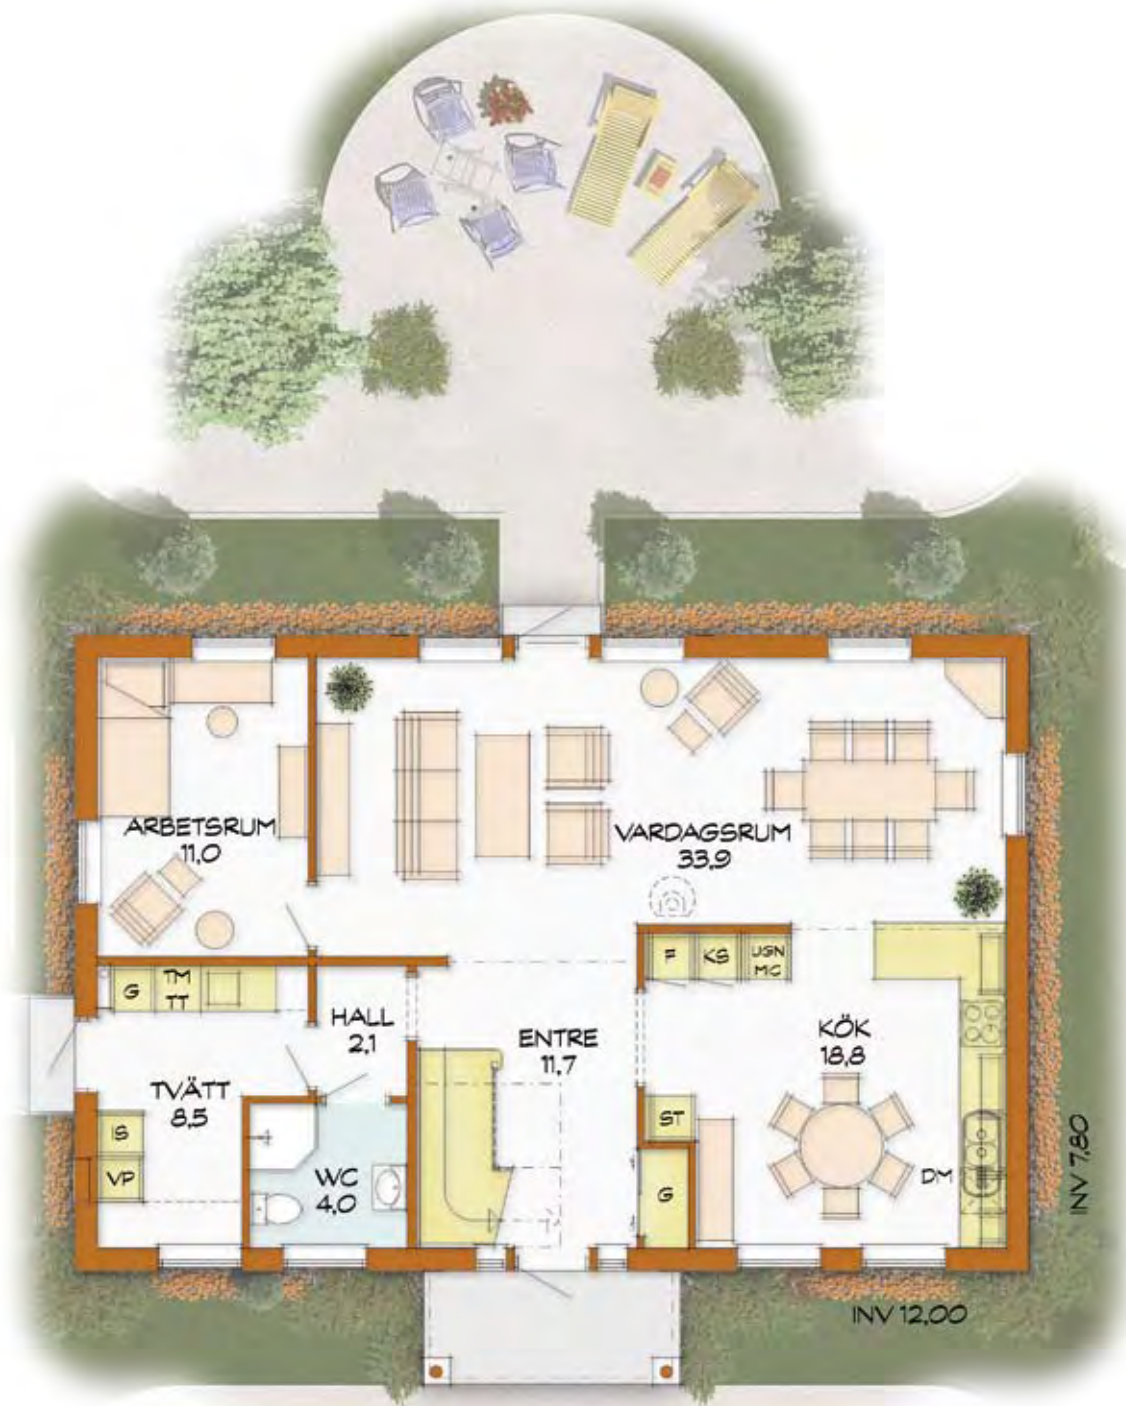 ARBETSRUM
11,0
VARDAGSRUM
33,9
F
KS
UGN
MC
G
TM
TT
HALL
2,1
ENTRE
11,7
KÖK
18,8
TVÄTT
8,5
IS
VP
WC
4,0
ST
G
DM
INV 7,80
INV 12,00